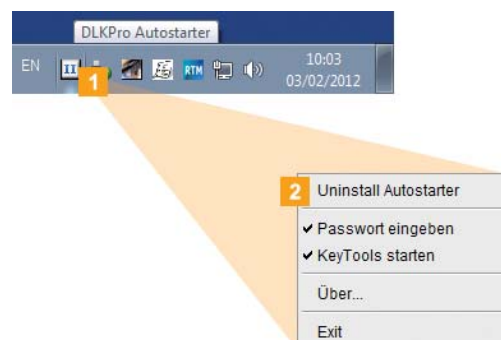 DLKPro Autostarter
EN
RTM
10:03
03/02/2012
1
2 Uninstall Autostarter
✓ Passwort eingeben
✓ KeyTools starten
Über...
Exit